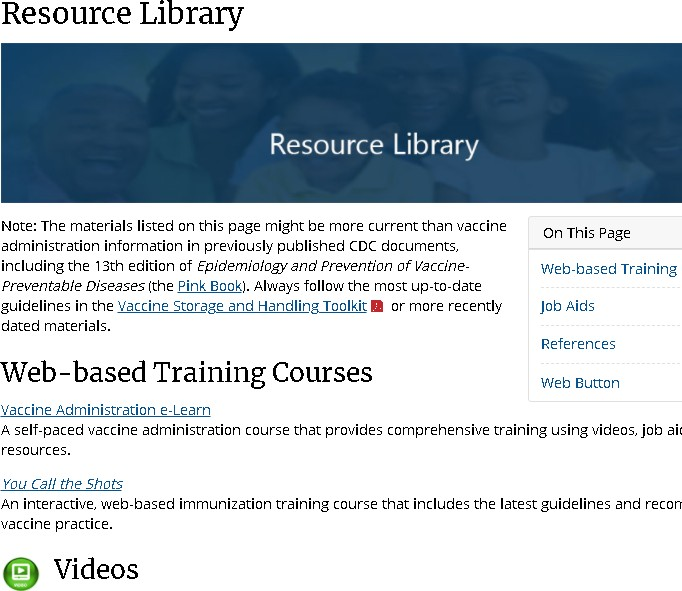 Resource Library
Resource Library
Note: The materials listed on this page might be more current than vaccine
administration information in previously published CDC documents,
including the 13th edition of Epidemiology and Prevention of Vaccine-
Preventable Diseases (the Pink Book). Always follow the most up-to-date
guidelines in the Vaccine Storage and Handling Toolkit or more recently
dated materials.
On This Page
Web-based Training
Job Aids
References
Web Button
Web-based Training Courses
Vaccine Administration e-Learn
A self-paced vaccine administration course that provides comprehensive training using videos, job
resources.
You Call the Shots
An interactive, web-based immunization training course that includes the latest guidelines and
vaccine practice.
Videos